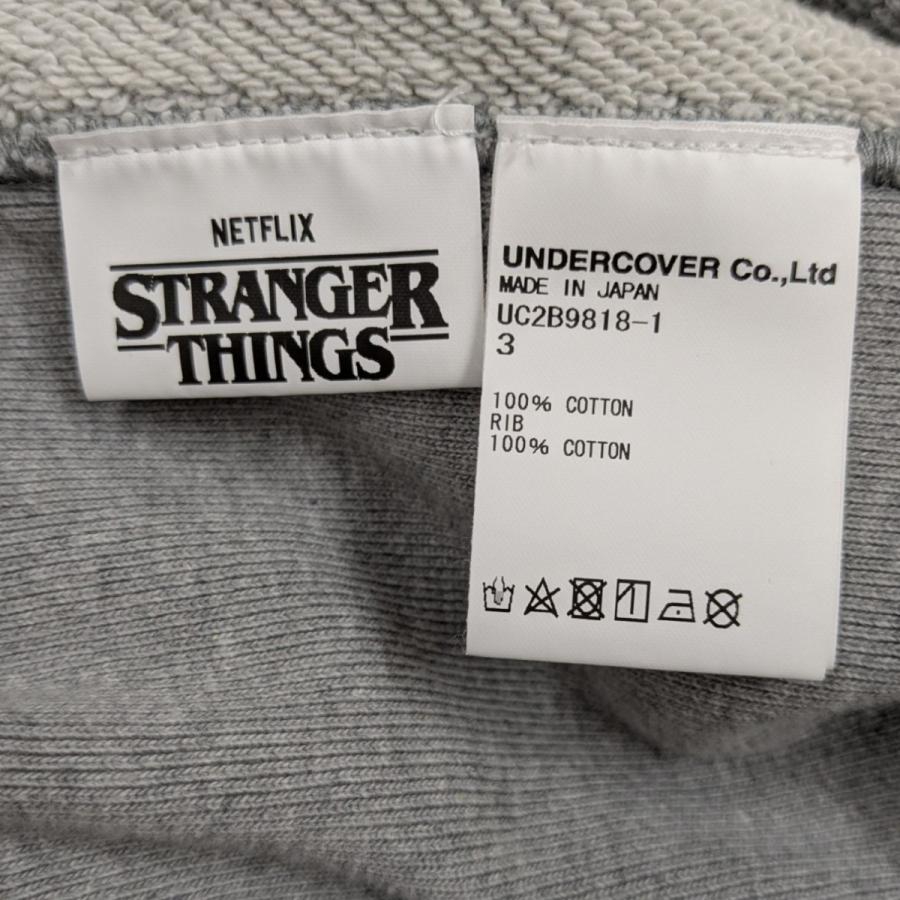 NETFLIX
STRANGER
THINGS
UNDERCOVER Co.,Ltd
MADE IN JAPAN
UC2B9818-1
3
100% COTTON
RIB
100% COTTON